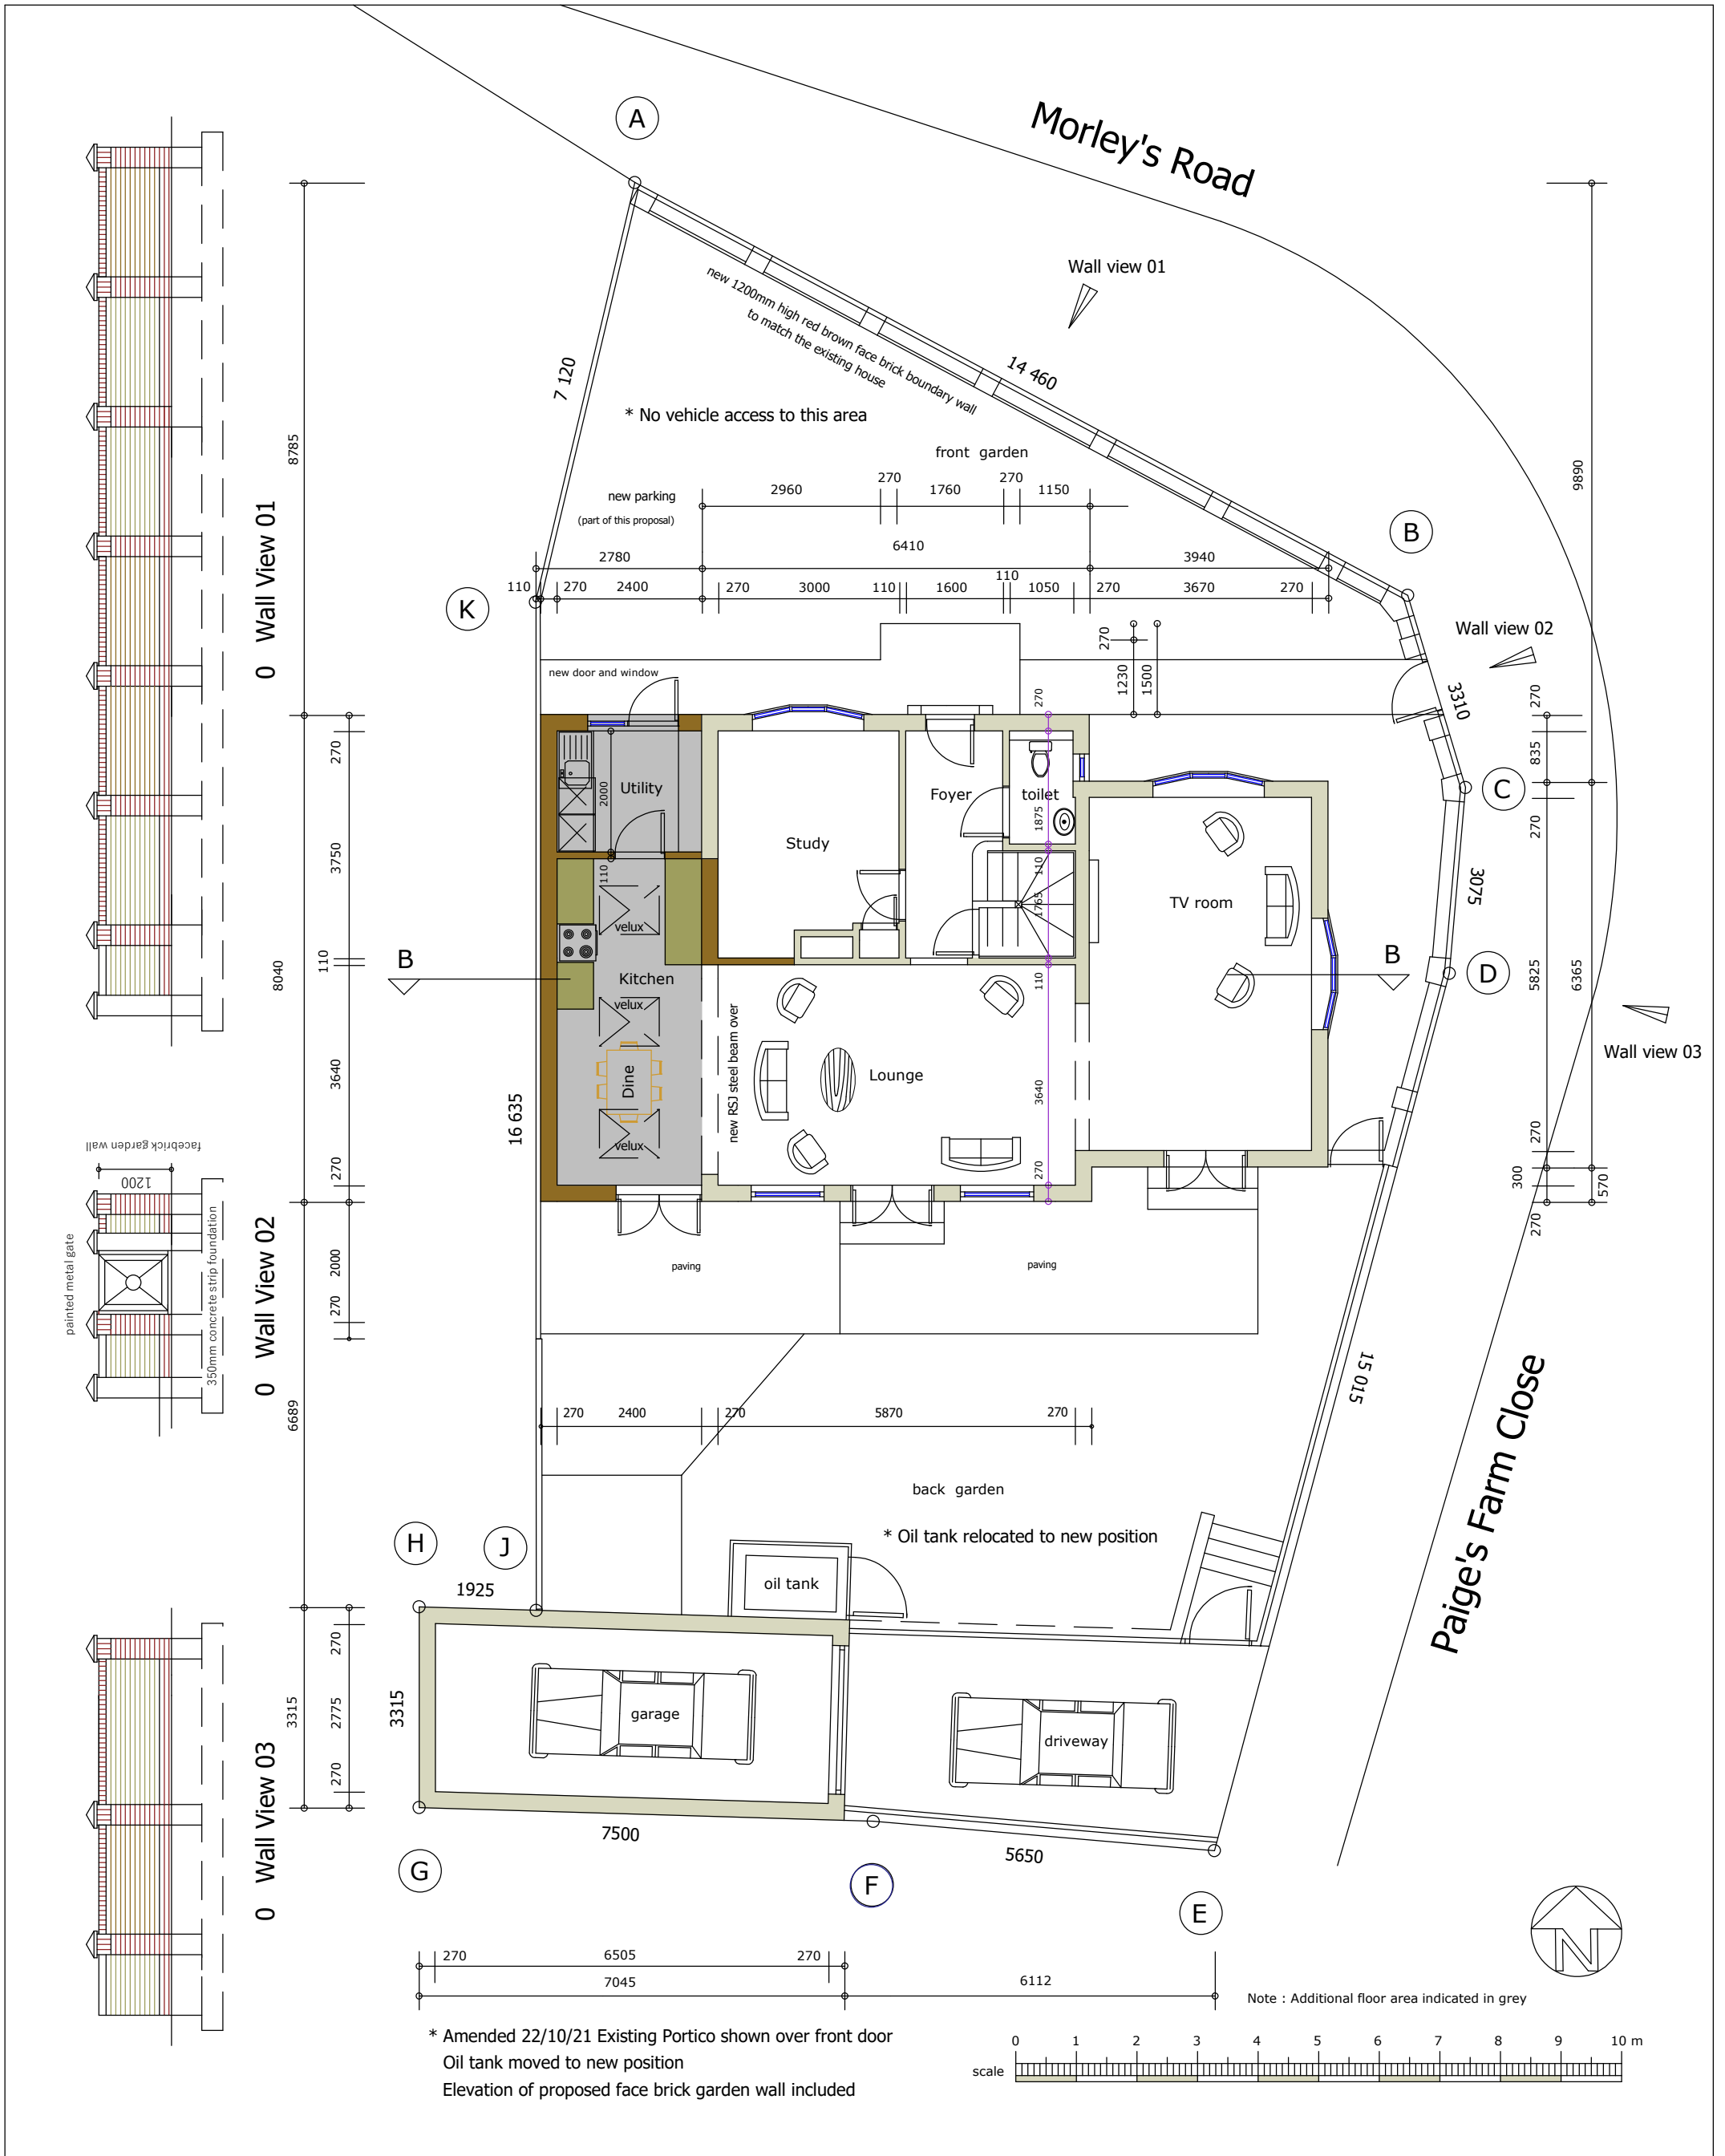 Morley's Road
A
Wall view 01
new 1200mm high red brown face brick boundary wall
to match the existing house
14 460
7 120
* No vehicle access to this area
front garden
new parking
(part of this proposal)
2960
270
1760
270
1150
2780
6410
3940
110
270
2400
270
3000
110
1600
110
1050
270
3670
270
B
K
Wall view 02
3310
C
3075
D
Wall view 03
9890
270
835
270
5825
6365
270
300
570
270
270
1230
1500
new door and window
Utility
2000
110
Study
Foyer
toilet
270
1875
110
1765
110
3640
270
TV room
velux
Kitchen
velux
Dine
velux
new RSJ steel beam over
Lounge
B
B
16 635
paving
paving
15 015
Paige's Farm Close
270
2400
270
5870
270
back garden
* Oil tank relocated to new position
oil tank
H
J
1925
3315
garage
driveway
7500
5650
G
F
E
270
6505
270
7045
6112
8785
270
3750
110
8040
3640
270
2000
270
6689
270
3315
2775
270
0 Wall View 01
facebrick garden wall
1200
painted metal gate
350mm concrete strip foundation
0 Wall View 02
0 Wall View 03
N
Note : Additional floor area indicated in grey
* Amended 22/10/21 Existing Portico shown over front door
Oil tank moved to new position
Elevation of proposed face brick garden wall included
scale
0 1 2 3 4 5 6 7 8 9 10 m